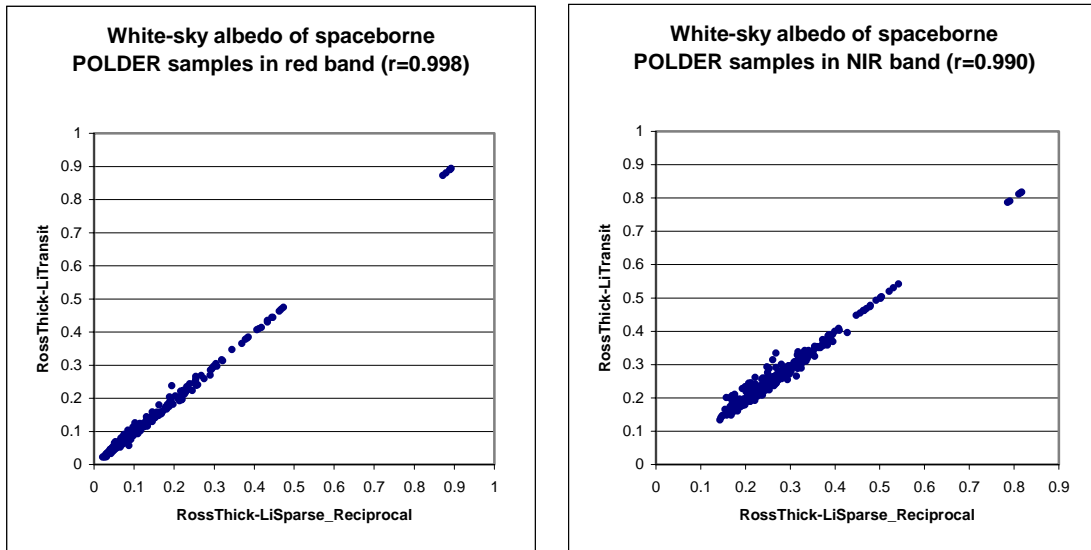 White-sky albedo of spaceborne
POLDER samples in red band (r=0.998)
1
0.9
0.8
0.7
0.6
0.5
0.4
0.3
0.2
0.1
0
RossThick-LiTransit
0 0.1 0.2 0.3 0.4 0.5 0.6 0.7 0.8 0.9 1
RossThick-LiSparse_Reciprocal
White-sky albedo of spaceborne
POLDER samples in NIR band (r=0.990)
1
0.9
0.8
0.7
0.6
0.5
0.4
0.3
0.2
0.1
0
RossThick-LiTransit
0 0.1 0.2 0.3 0.4 0.5 0.6 0.7 0.8 0.9
RossThick-LiSparse_Reciprocal